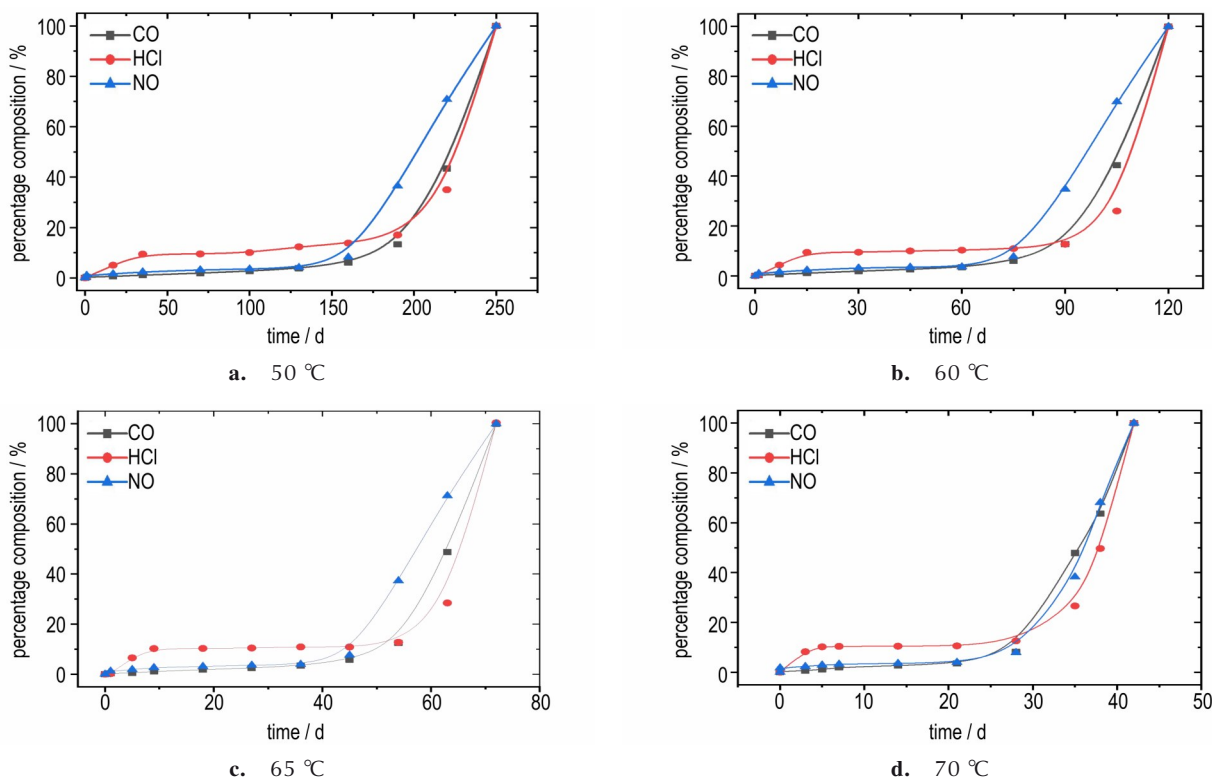 100
80
60
40
20
0
percentage composition / %
CO
HCl
NO
0 50 100 150 200 250
time / d
a. 50 ℃
100
80
60
40
20
0
percentage composition / %
CO
HCl
NO
0 30 60 90 120
time / d
b. 60 ℃
100
80
60
40
20
0
percentage composition / %
CO
HCl
NO
0 20 40 60 80
time / d
c. 65 ℃
100
80
60
40
20
0
percentage composition / %
CO
HCl
NO
0 10 20 30 40 50
time / d
d. 70 ℃